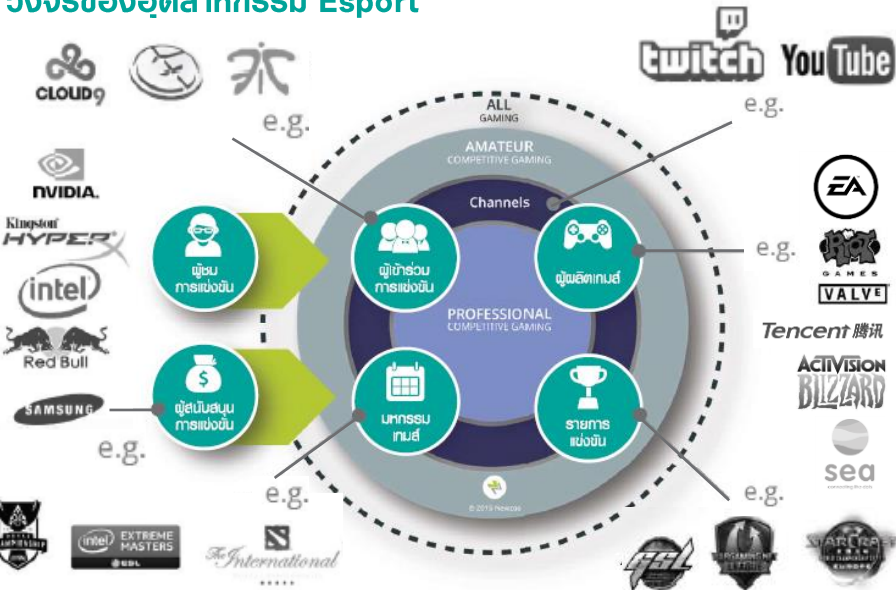 วงจรของอุตสาหกรรม Esport
CLOUD9
twitch
You Tube
e.g.
ALL
GAMING
e.g.
AMATEUR
COMPETITIVE GAMING
Channels
NVIDIA.
Kingston
HYPERX
(intel)
Red Bull
SAMSUNG
ผู้ชม
การแข่งขัน
ผู้เข้าร่วม
การแข่งขัน
ผู้ผลิตเกมส์
e.g.
PROFESSIONAL
COMPETITIVE GAMING
EA
RIOT
GAMES
VALVE
Tencent 腾讯
ACTIVISION
BLIZZARD
sea
$
ผู้สนับสนุน
การแข่งขัน
มหกรรม
เกมส์
รายการ
แข่งขัน
e.g.
e.g.
e.g.
© 2015 Newzoo
intel
EXTREME
MASTERS
ESL
The International
GSL
WARGAMING.NET
STARCRAFT
EUROPE